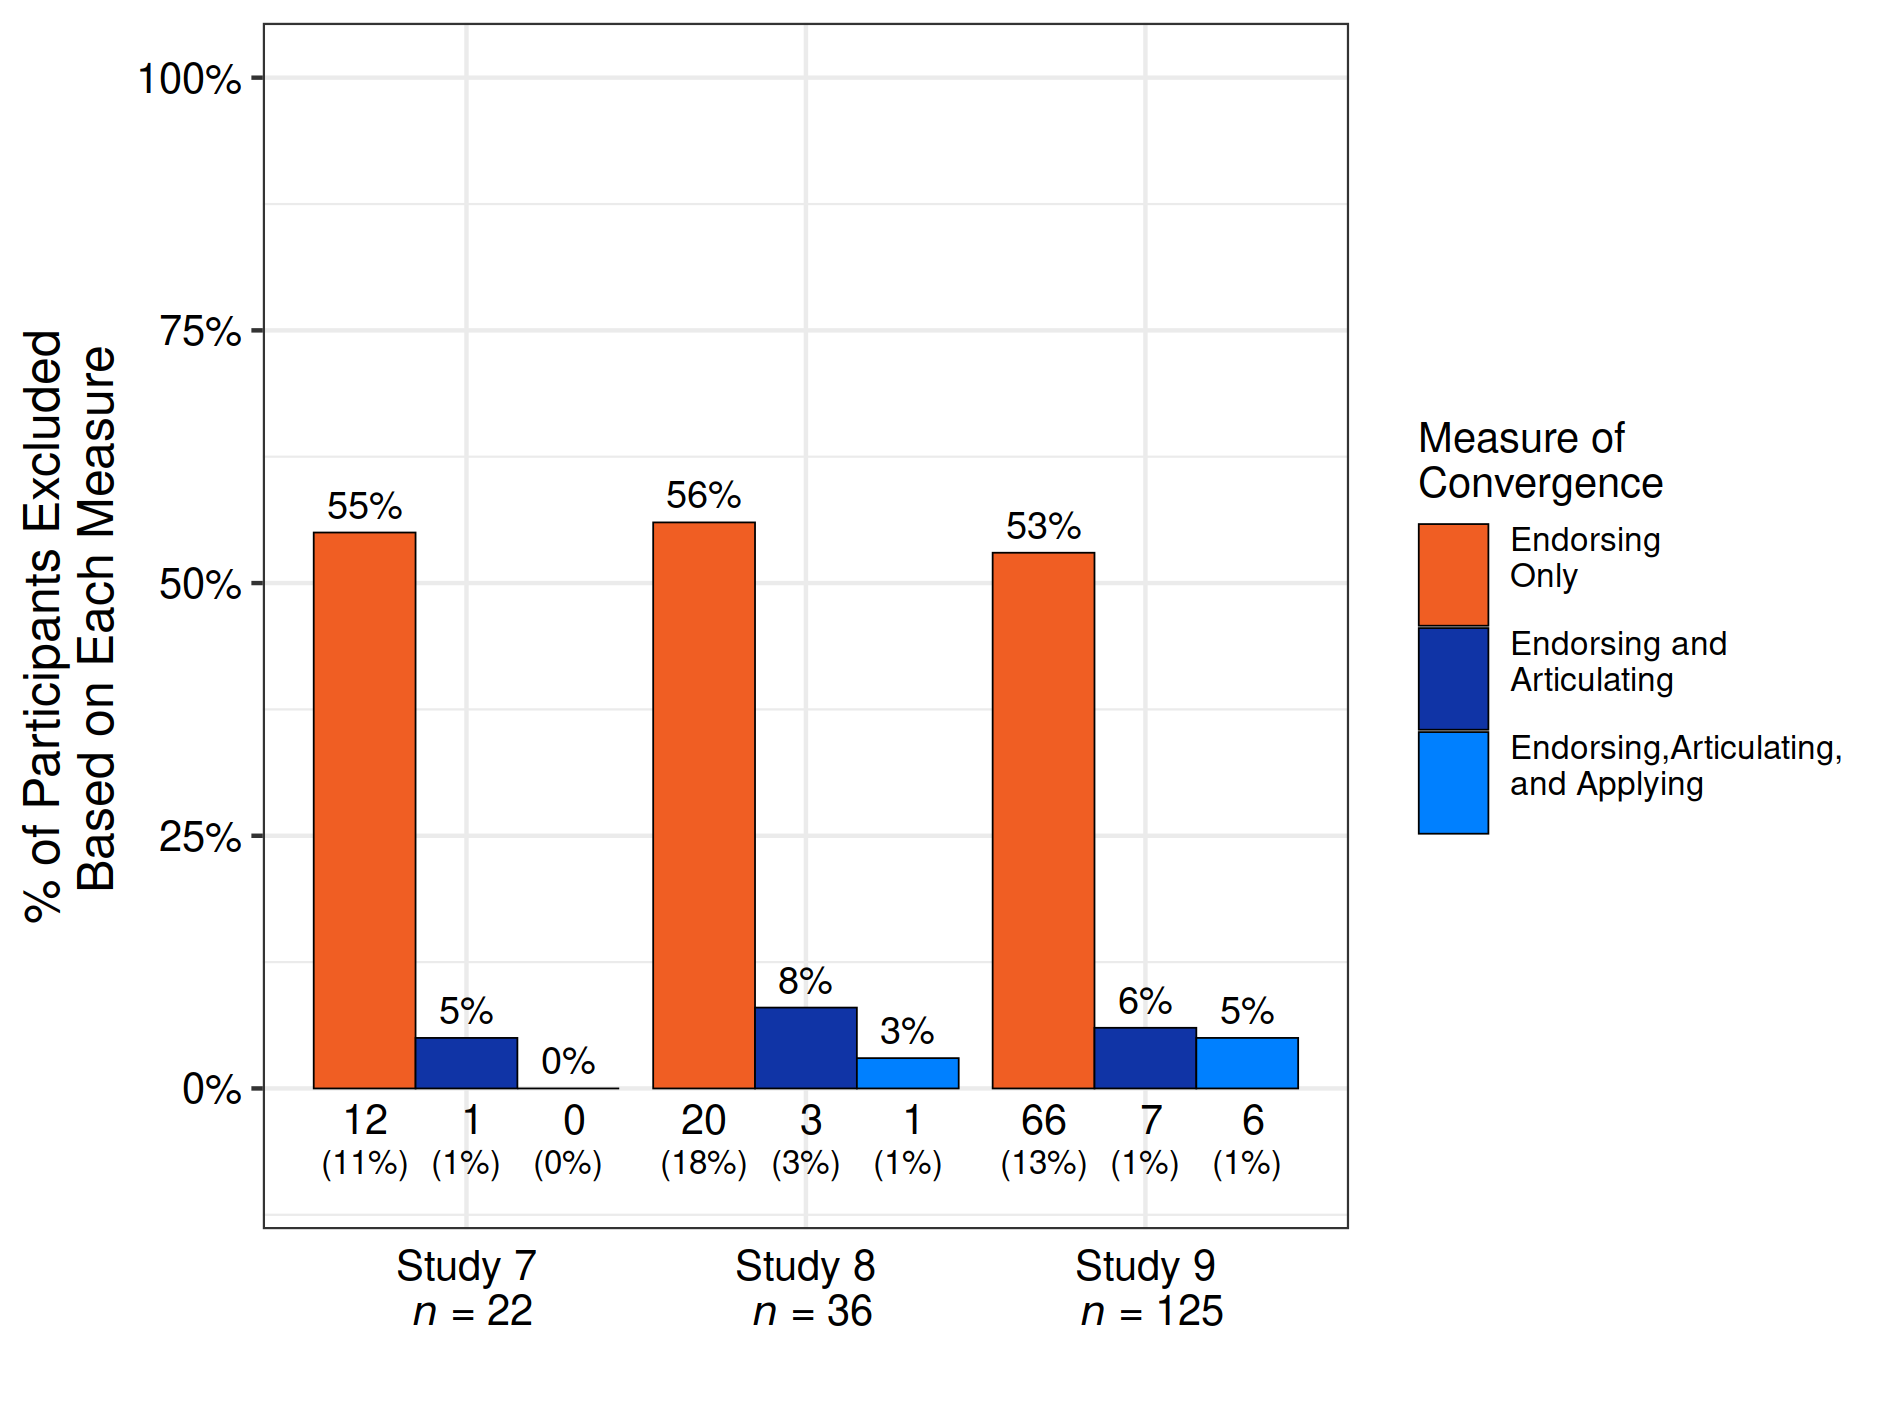 % of Participants Excluded
Based on Each Measure
100%
75%
50%
25%
0%
55%
5%
0%
56%
8%
3%
53%
6%
5%
12 1 0 20 3 1 66 7 6
(11%) (1%) (0%) (18%) (3%) (1%) (13%) (1%) (1%)
Study 7
n = 22
Study 8
n = 36
Study 9
n = 125
Measure of
Convergence
Endorsing
Only
Endorsing and
Articulating
Endorsing,Articulating,
and Applying